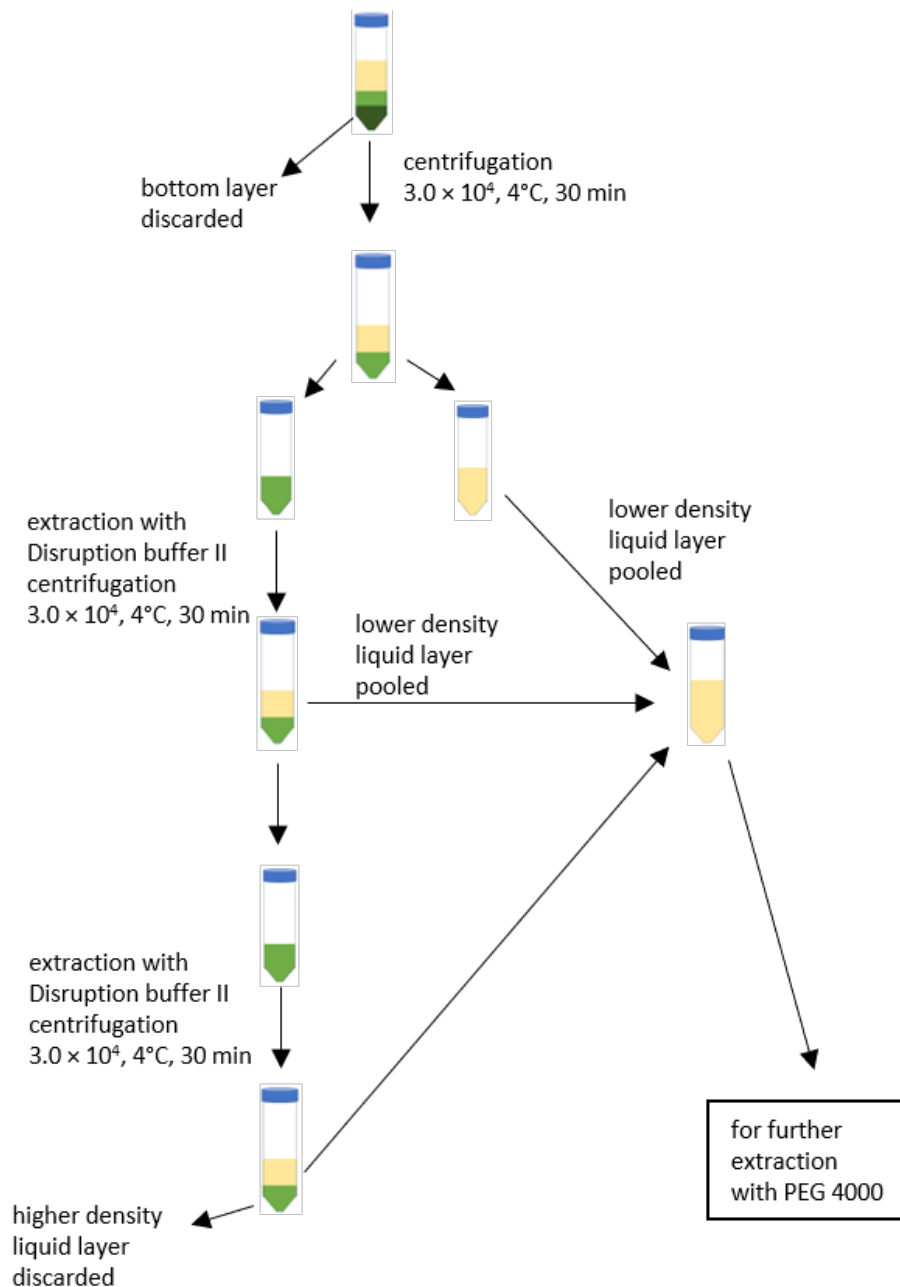 bottom layer
discarded
centrifugation
3.0 × 10⁴, 4°C, 30 min
extraction with
Disruption buffer II
centrifugation
3.0 × 10⁴, 4°C, 30 min
lower density
liquid layer
pooled
lower density
liquid layer
pooled
extraction with
Disruption buffer II
centrifugation
3.0 × 10⁴, 4°C, 30 min
for further
extraction
with PEG 4000
higher density
liquid layer
discarded